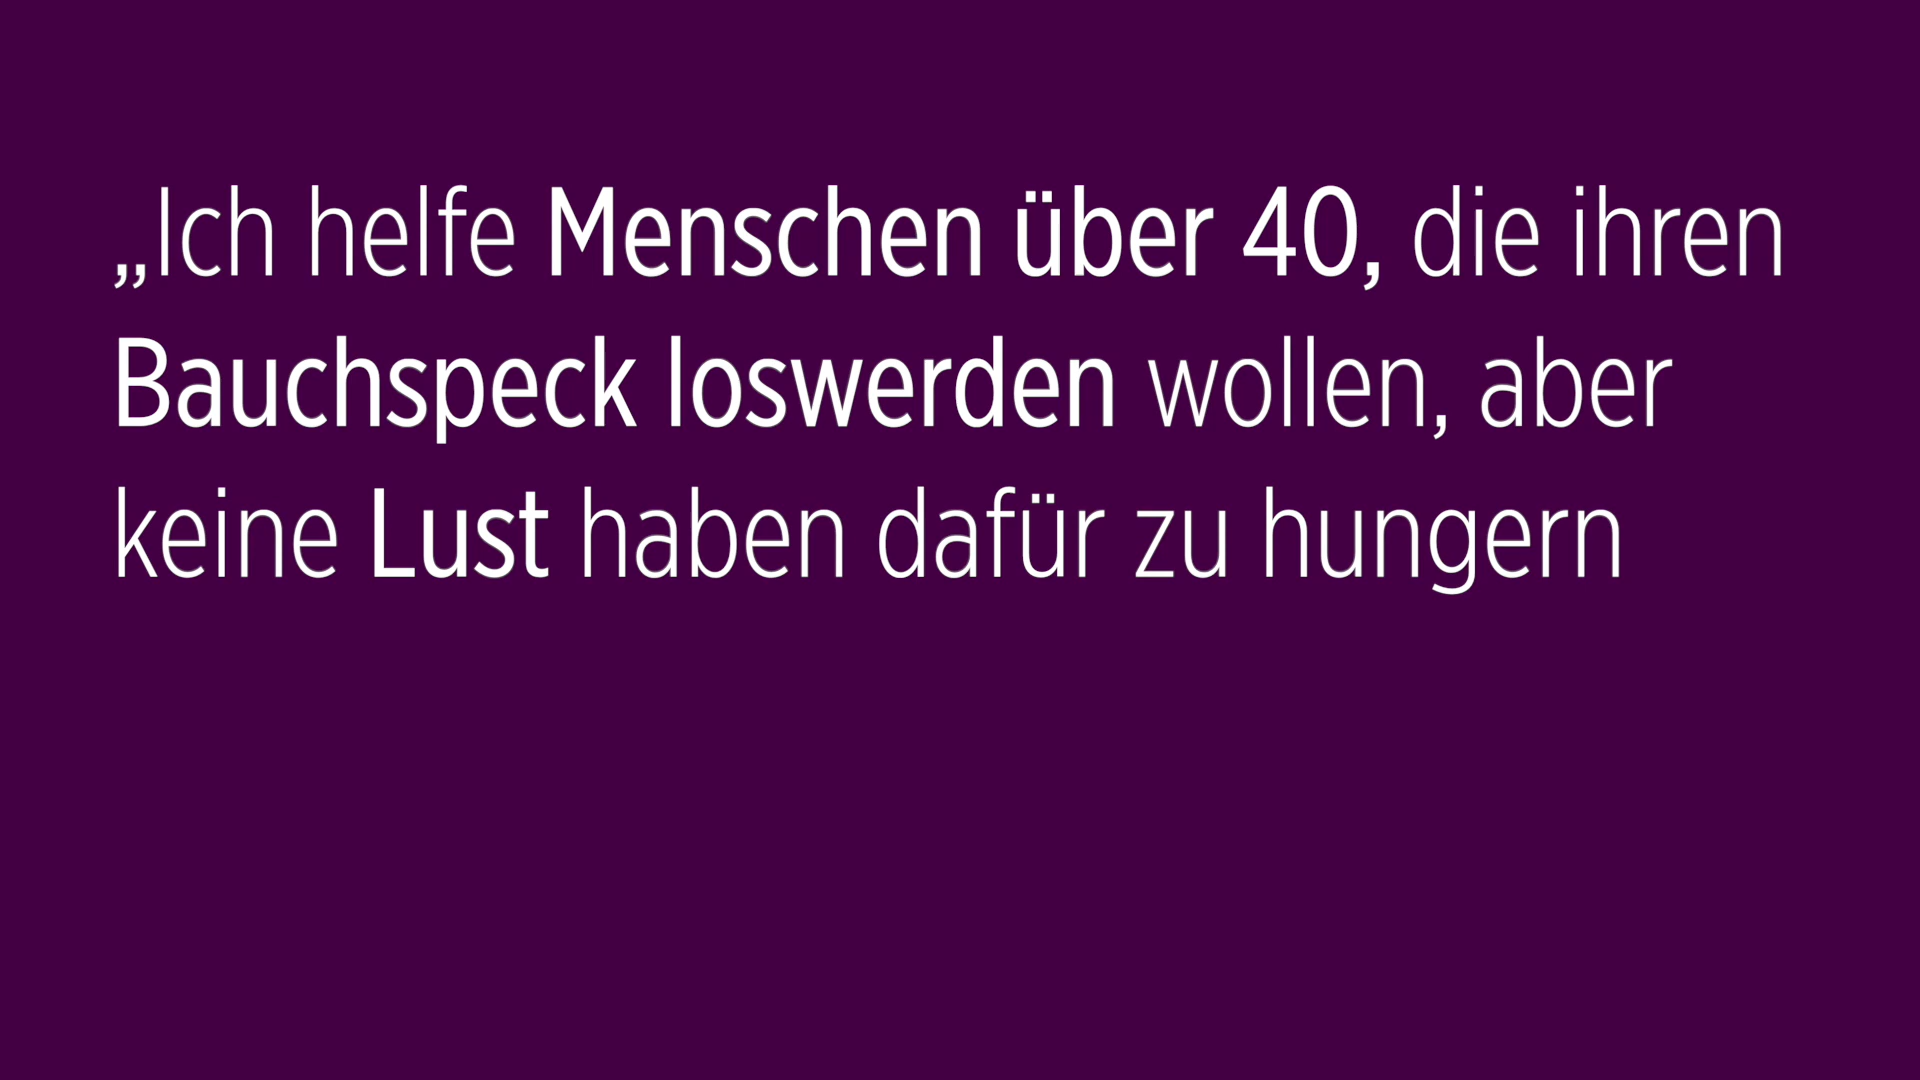 „Ich helfe Menschen über 40, die ihren
Bauchspeck loswerden wollen, aber
keine Lust haben dafür zu hungern